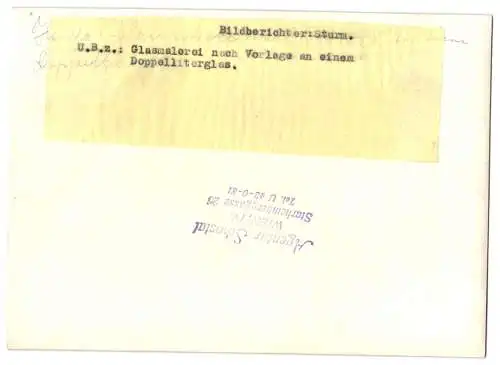 Bildberichter:Sturm.
U.B.z.: Glasmalerei nach Vorlage an einem
Doppelliterglas.
Agentur Schostal
WIEN, IV.
Starhemberggasse 26
Tel. U 45-0-81